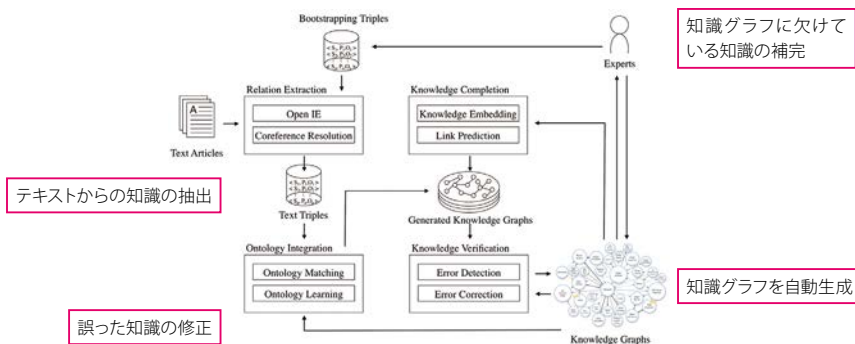 Bootstrapping Triples
Experts
知識グラフに欠けて
いる知識の補完
Relation Extraction
Open IE
Coreference Resolution
Knowledge Completion
Knowledge Embedding
Link Prediction
Text Articles
テキストからの知識の抽出
Text Triples
Generated Knowledge Graphs
Ontology Integration
Ontology Matching
Ontology Learning
Knowledge Verification
Error Detection
Error Correction
知識グラフを自動生成
誤った知識の修正
Knowledge Graphs